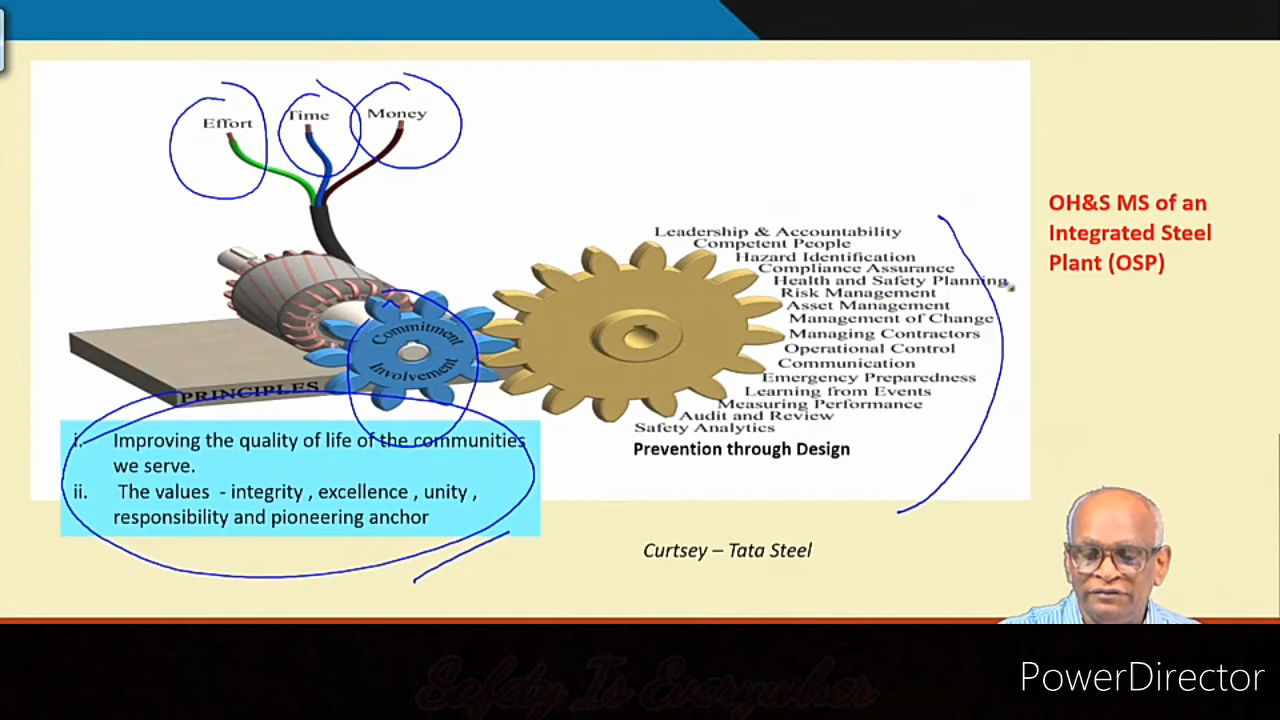 Effort
Time
Money
Leadership & Accountability
Competent People
Hazard Identification
Compliance Assurance
Health and Safety Planning
Risk Management
Asset Management
Management of Change
Managing Contractors
Operational Control
Communication
Emergency Preparedness
Learning from Events
Measuring Performance
Audit and Review
Safety Analytics
Prevention through Design
OH&S MS of an
Integrated Steel
Plant (OSP)
Commitment
Involvement
PRINCIPLES
i. Improving the quality of life of the communities
we serve.
ii. The values - integrity , excellence , unity ,
responsibility and pioneering anchor
Curtsey – Tata Steel
Safety Is Everywhere
PowerDirector